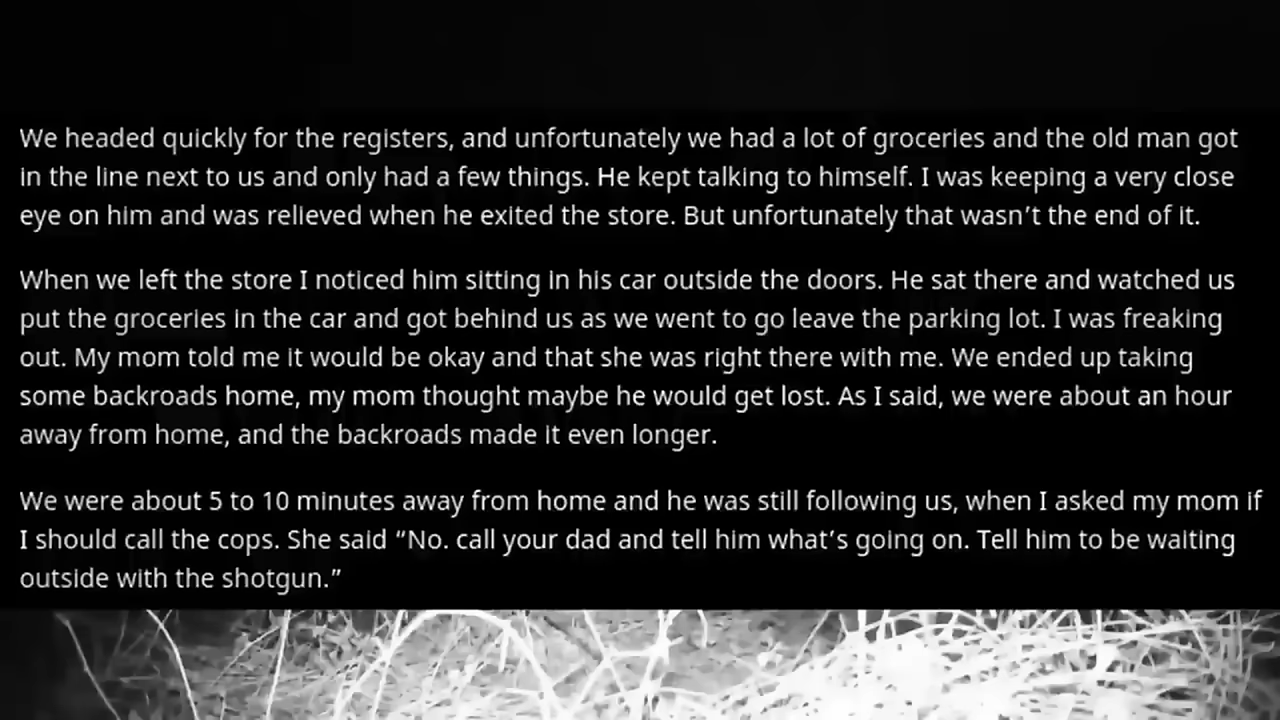 We headed quickly for the registers, and unfortunately we had a lot of groceries and the old man got
in the line next to us and only had a few things. He kept talking to himself. I was keeping a very close
eye on him and was relieved when he exited the store. But unfortunately that wasn’t the end of it.
When we left the store I noticed him sitting in his car outside the doors. He sat there and watched us
put the groceries in the car and got behind us as we went to go leave the parking lot. I was freaking
out. My mom told me it would be okay and that she was right there with me. We ended up taking
some backroads home, my mom thought maybe he would get lost. As I said, we were about an hour
away from home, and the backroads made it even longer.
We were about 5 to 10 minutes away from home and he was still following us, when I asked my mom if
I should call the cops. She said “No. call your dad and tell him what’s going on. Tell him to be waiting
outside with the shotgun.”